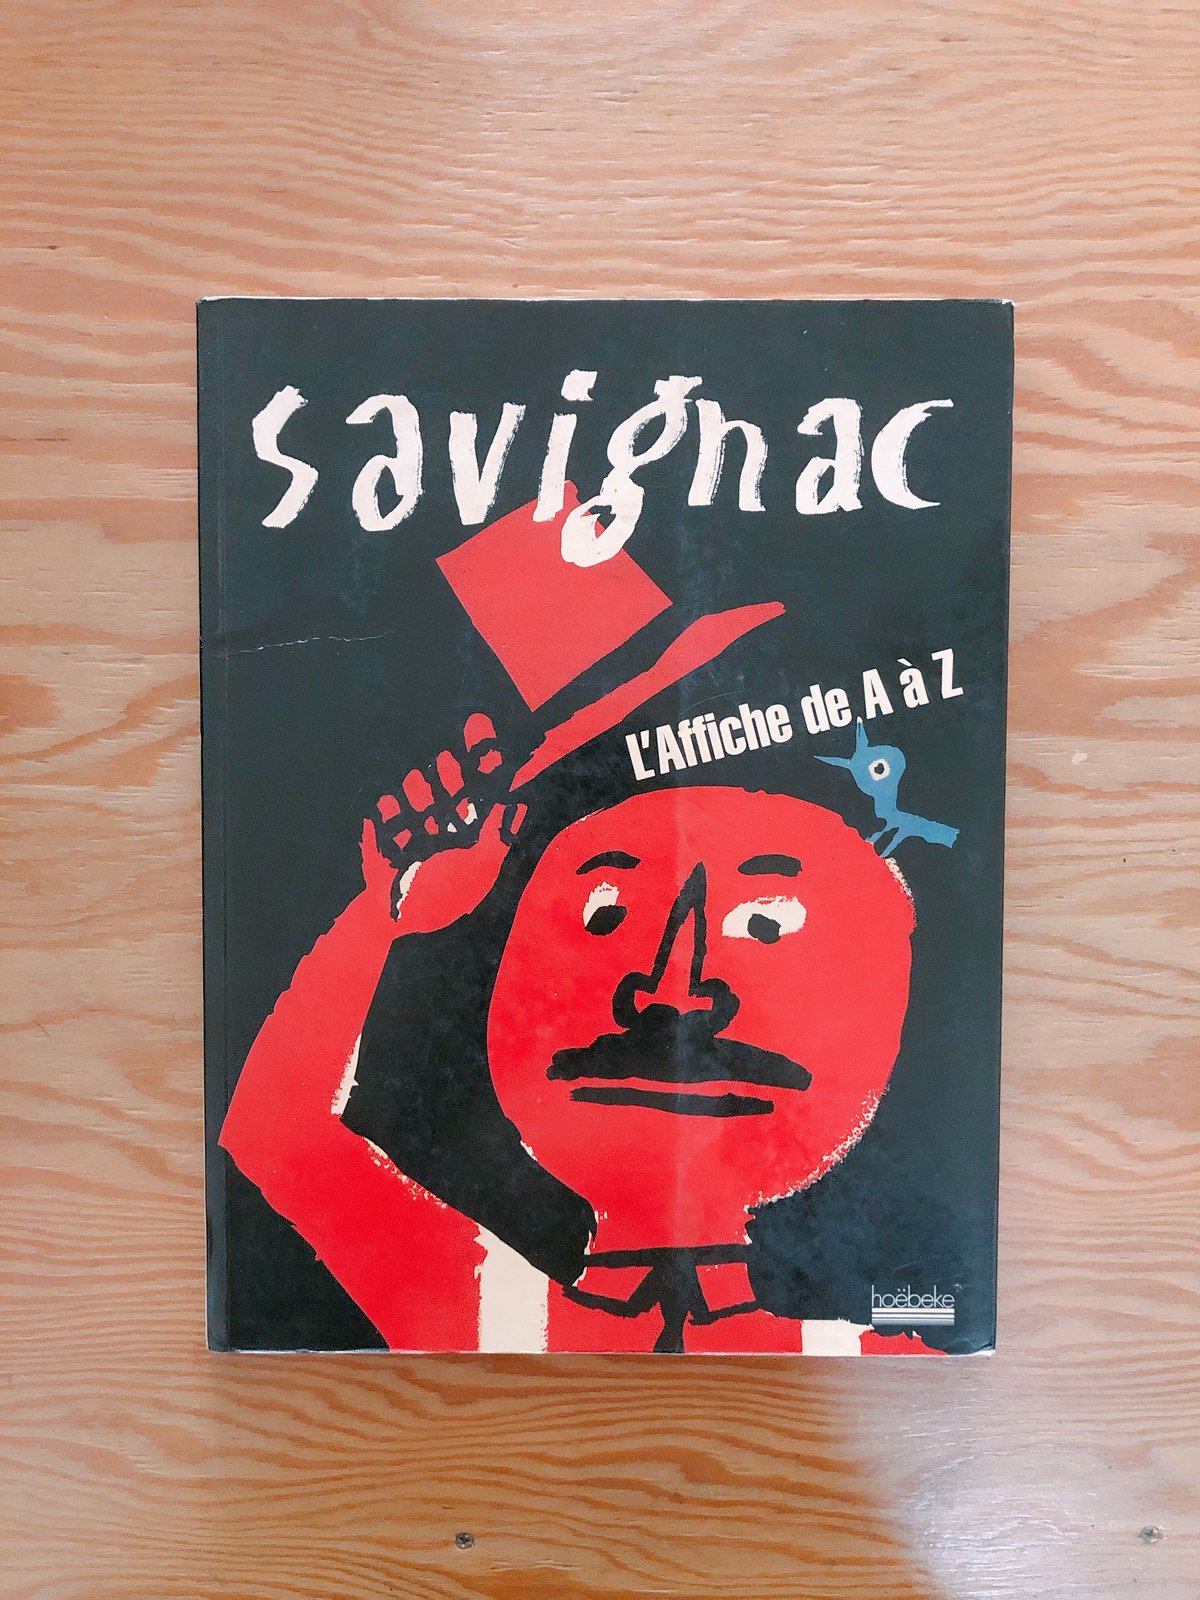 savignac
L'Affiche de A à Z
hoëbeke